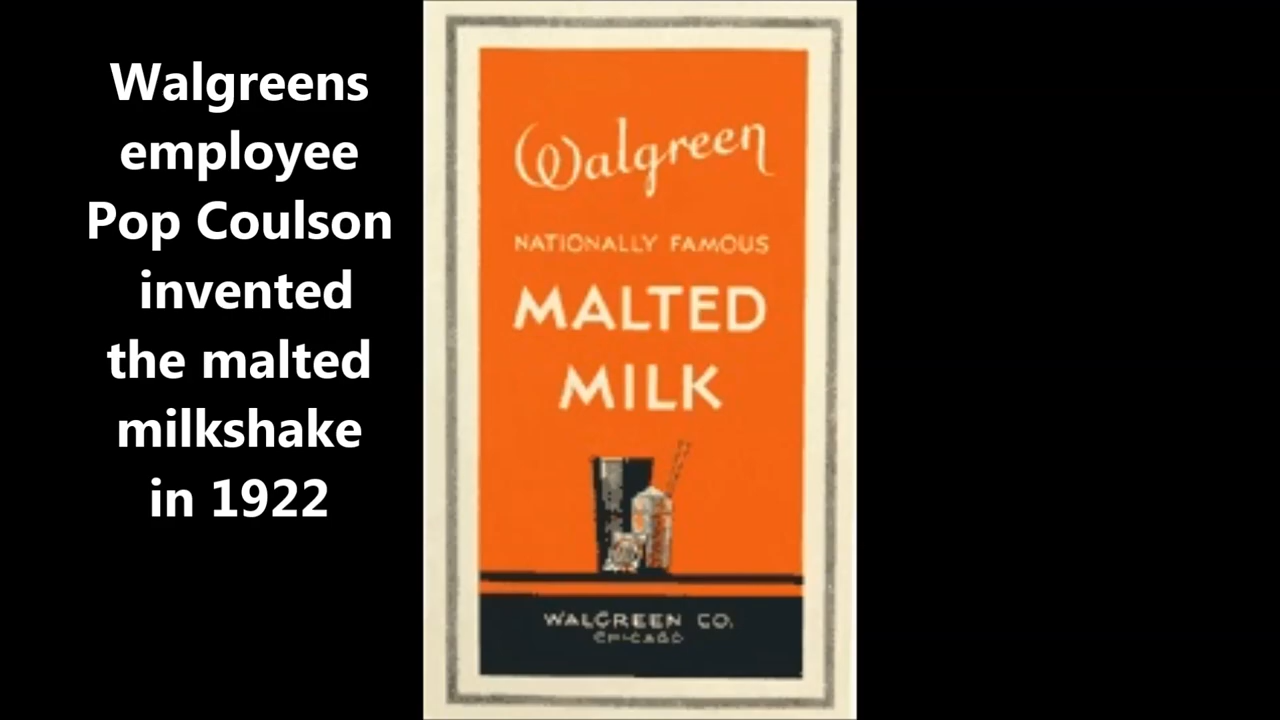 Walgreens
employee
Pop Coulson
invented
the malted
milkshake
in 1922
Walgreen
NATIONALLY FAMOUS
MALTED
MILK
WALGREEN CO.
CHICAGO